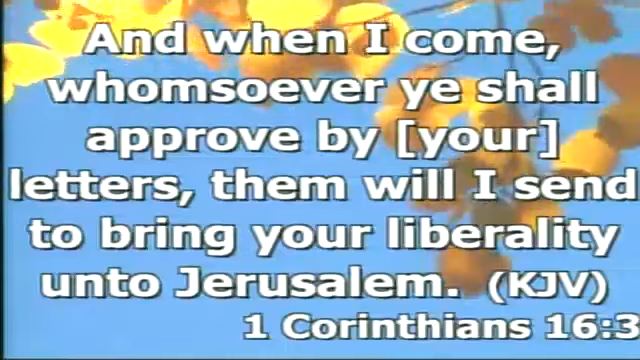 And when I come,
whomsoever ye shall
approve by [your]
letters, them will I send
to bring your liberality
unto Jerusalem. (KJV)
1 Corinthians 16:3